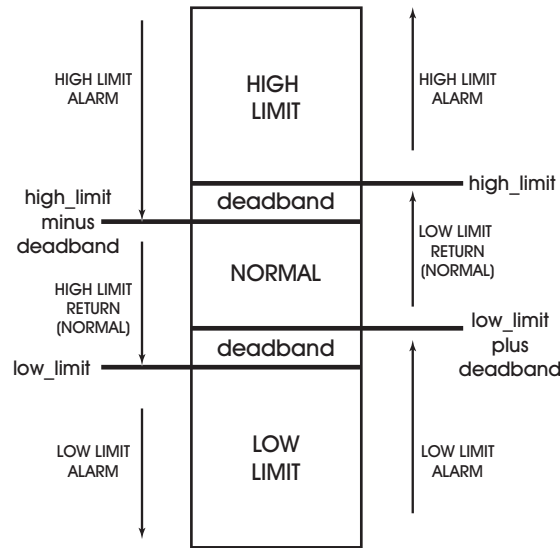 HIGH LIMIT
ALARM
high_limit
minus
deadband
HIGH LIMIT
RETURN
(NORMAL)
low_limit
LOW LIMIT
ALARM
HIGH
LIMIT
deadband
NORMAL
deadband
LOW
LIMIT
HIGH LIMIT
ALARM
high_limit
LOW LIMIT
RETURN
(NORMAL)
low_limit
plus
deadband
LOW LIMIT
ALARM